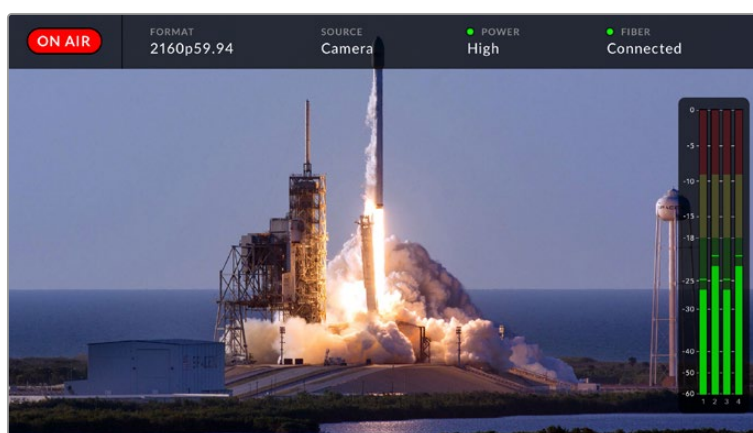 ON AIR
FORMAT
2160p59.94
SOURCE
Camera
POWER
High
FIBER
Connected
0
-5
-10
-15
-18
-25
-30
-40
-50
-60
1 2 3 4